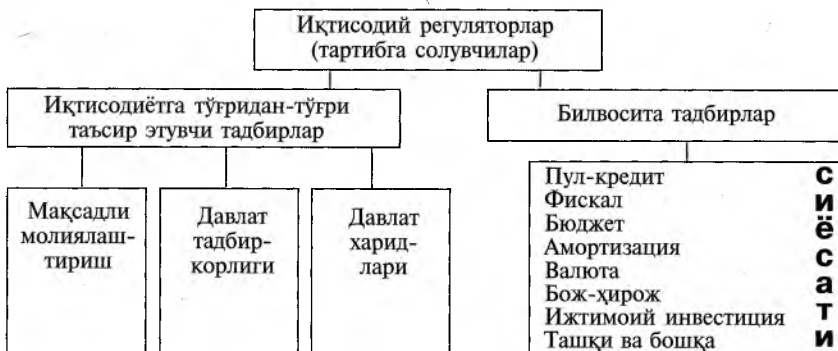 Иқтисодий регуляторлар
(тартибга солувчилар)
Иқтисодиётга тўғридан-тўғри
таъсир этувчи тадбирлар
Билвосита тадбирлар
Мақсадли
молиялаш-
тириш
Давлат
тадбир-
корлиги
Давлат
харид-
лари
Пул-кредит
Фискал
Бюджет
Амортизация
Валюта
Бож-ҳирож
Ижтимоий инвестиция
Ташқи ва бошқа
сиёсати